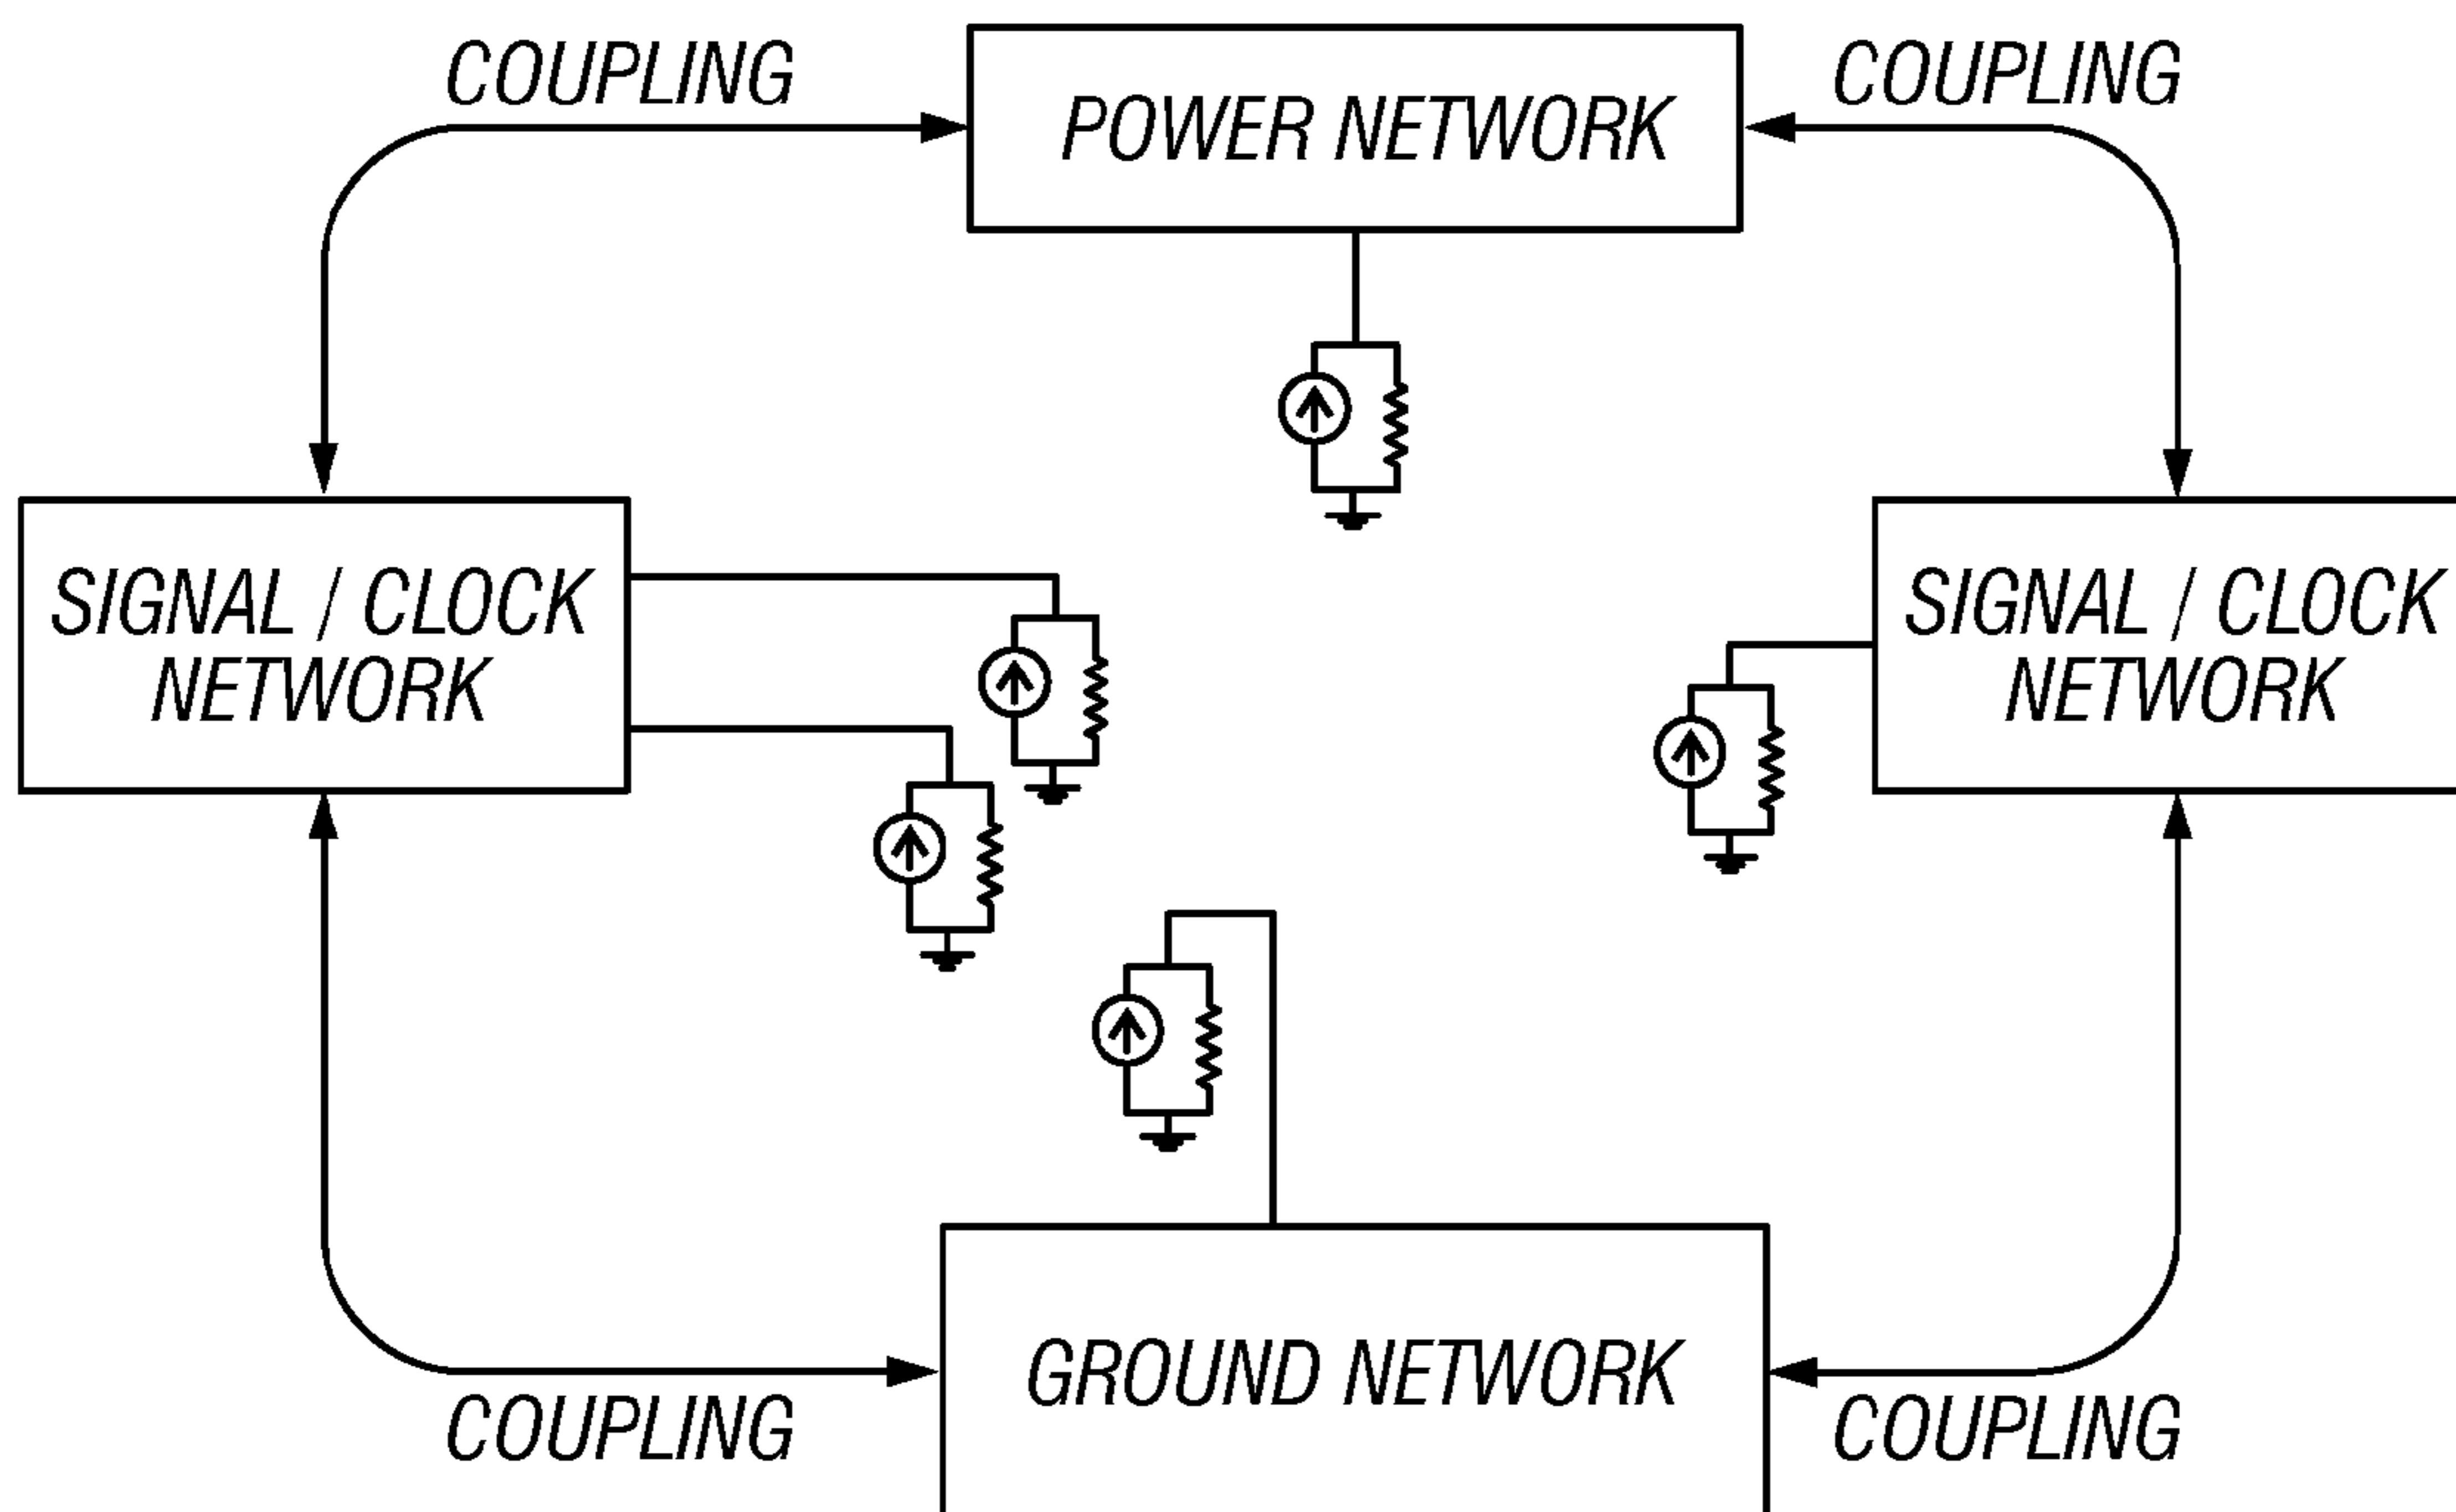 COUPLING
COUPLING
POWER NETWORK
SIGNAL / CLOCK
NETWORK
SIGNAL / CLOCK
NETWORK
GROUND NETWORK
COUPLING
COUPLING